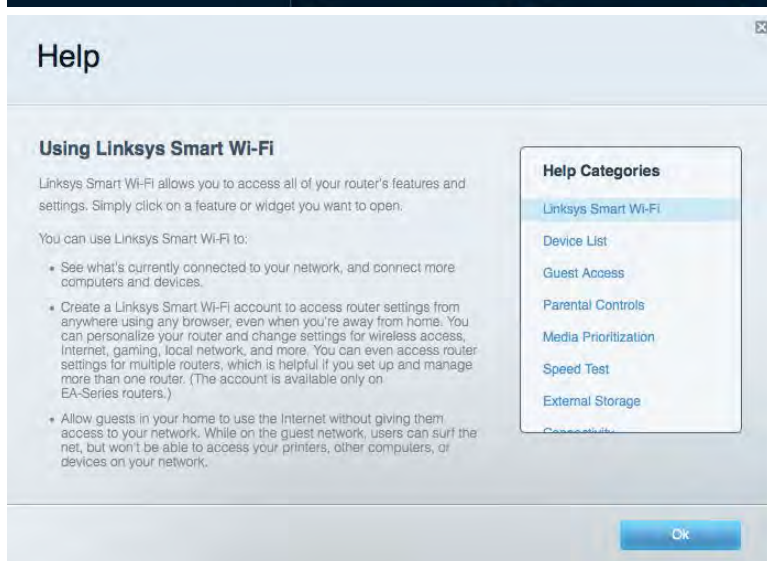 Help
Using Linksys Smart Wi-Fi
Linksys Smart Wi-Fi allows you to access all of your router's features and
settings. Simply click on a feature or widget you want to open.
You can use Linksys Smart Wi-Fi to:
• See what's currently connected to your network, and connect more
computers and devices.
• Create a Linksys Smart Wi-Fi account to access router settings from
anywhere using any browser, even when you're away from home. You
can personalize your router and change settings for wireless access,
Internet, gaming, local network, and more. You can even access router
settings for multiple routers, which is helpful if you set up and manage
more than one router. (The account is available only on
EA-Series routers.)
• Allow guests in your home to use the Internet without giving them
access to your network. While on the guest network, users can surf the
net, but won't be able to access your printers, other computers, or
devices on your network.
Help Categories
Linksys Smart Wi-Fi
Device List
Guest Access
Parental Controls
Media Prioritization
Speed Test
External Storage
Connectivity
Ok